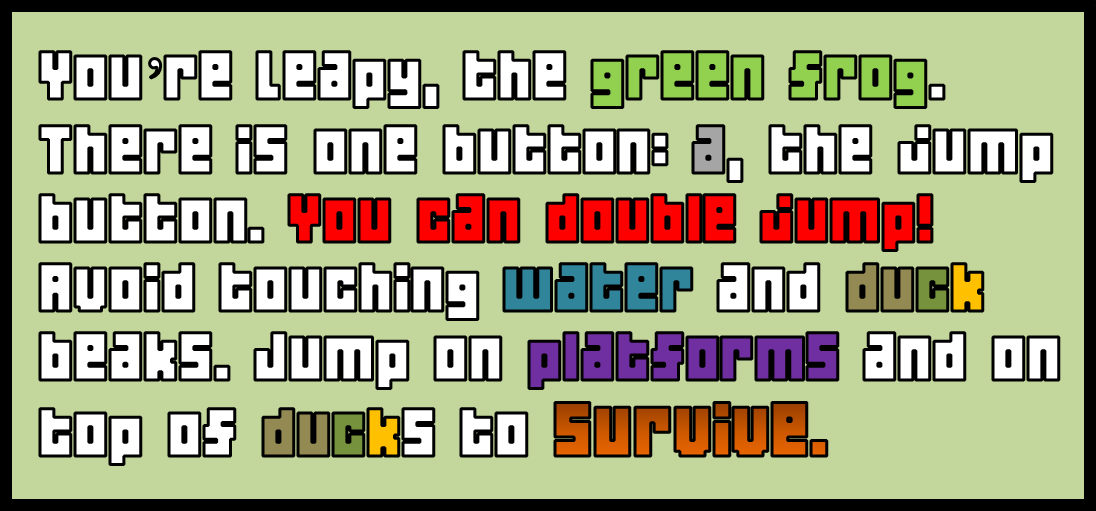 You're leapy, the green frog.
There is one button: a, the jump
button. You can double jump!
Avoid touching water and duck
beaks. Jump on platforms and on
top of ducks to survive.